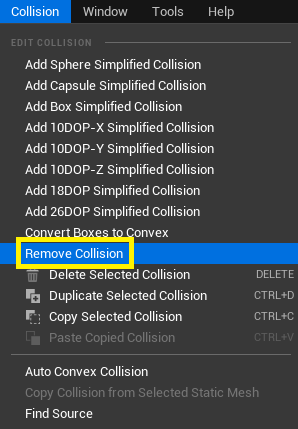 Collision Window Tools Help
EDIT COLLISION
Add Sphere Simplified Collision
Add Capsule Simplified Collision
Add Box Simplified Collision
Add 10DOP-X Simplified Collision
Add 10DOP-Y Simplified Collision
Add 10DOP-Z Simplified Collision
Add 18DOP Simplified Collision
Add 26DOP Simplified Collision
Convert Boxes to Convex
Remove Collision
Delete Selected Collision DELETE
Duplicate Selected Collision CTRL+D
Copy Selected Collision CTRL+C
Paste Copied Collision CTRL+V
Auto Convex Collision
Copy Collision from Selected Static Mesh
Find Source